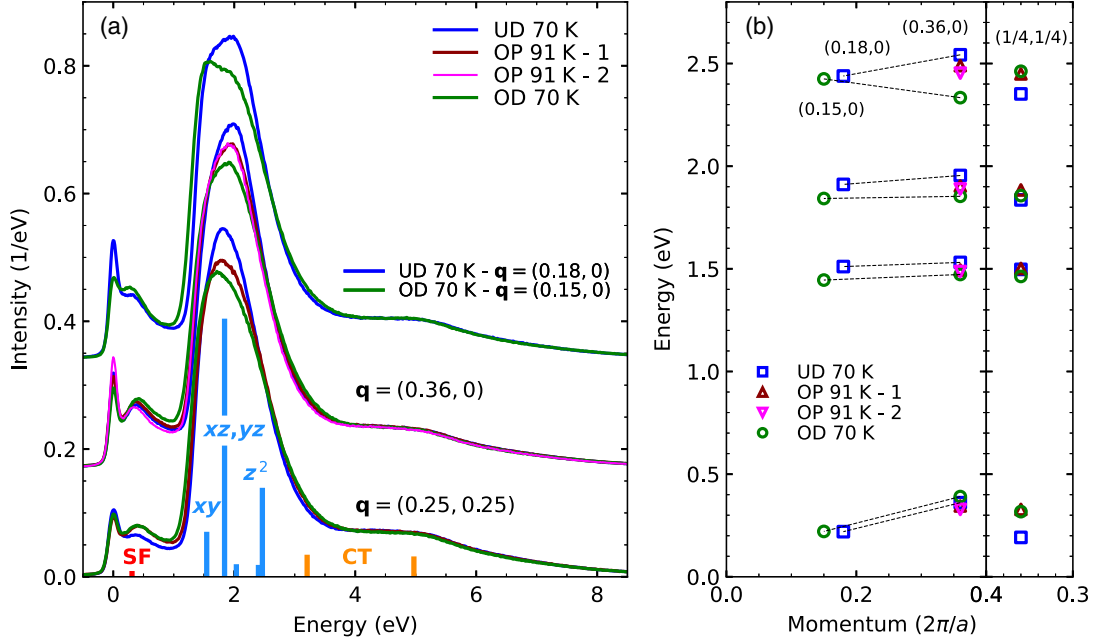 (a)
UD 70 K
OP 91 K - 1
OP 91 K - 2
OD 70 K
UD 70 K - q = (0.18, 0)
OD 70 K - q = (0.15, 0)
q = (0.36, 0)
q = (0.25, 0.25)
xz,yz
z²
xy
SF
CT
0.8
0.6
0.4
0.2
0.0
Intensity (1/eV)
0 2 4 6 8
Energy (eV)
(b)
(0.36,0)
(0.18,0)
(1/4,1/4)
(0.15,0)
UD 70 K
OP 91 K - 1
OP 91 K - 2
OD 70 K
2.5
2.0
1.5
1.0
0.5
0.0
Energy (eV)
0.0 0.2 0.3
Momentum (2π/a)